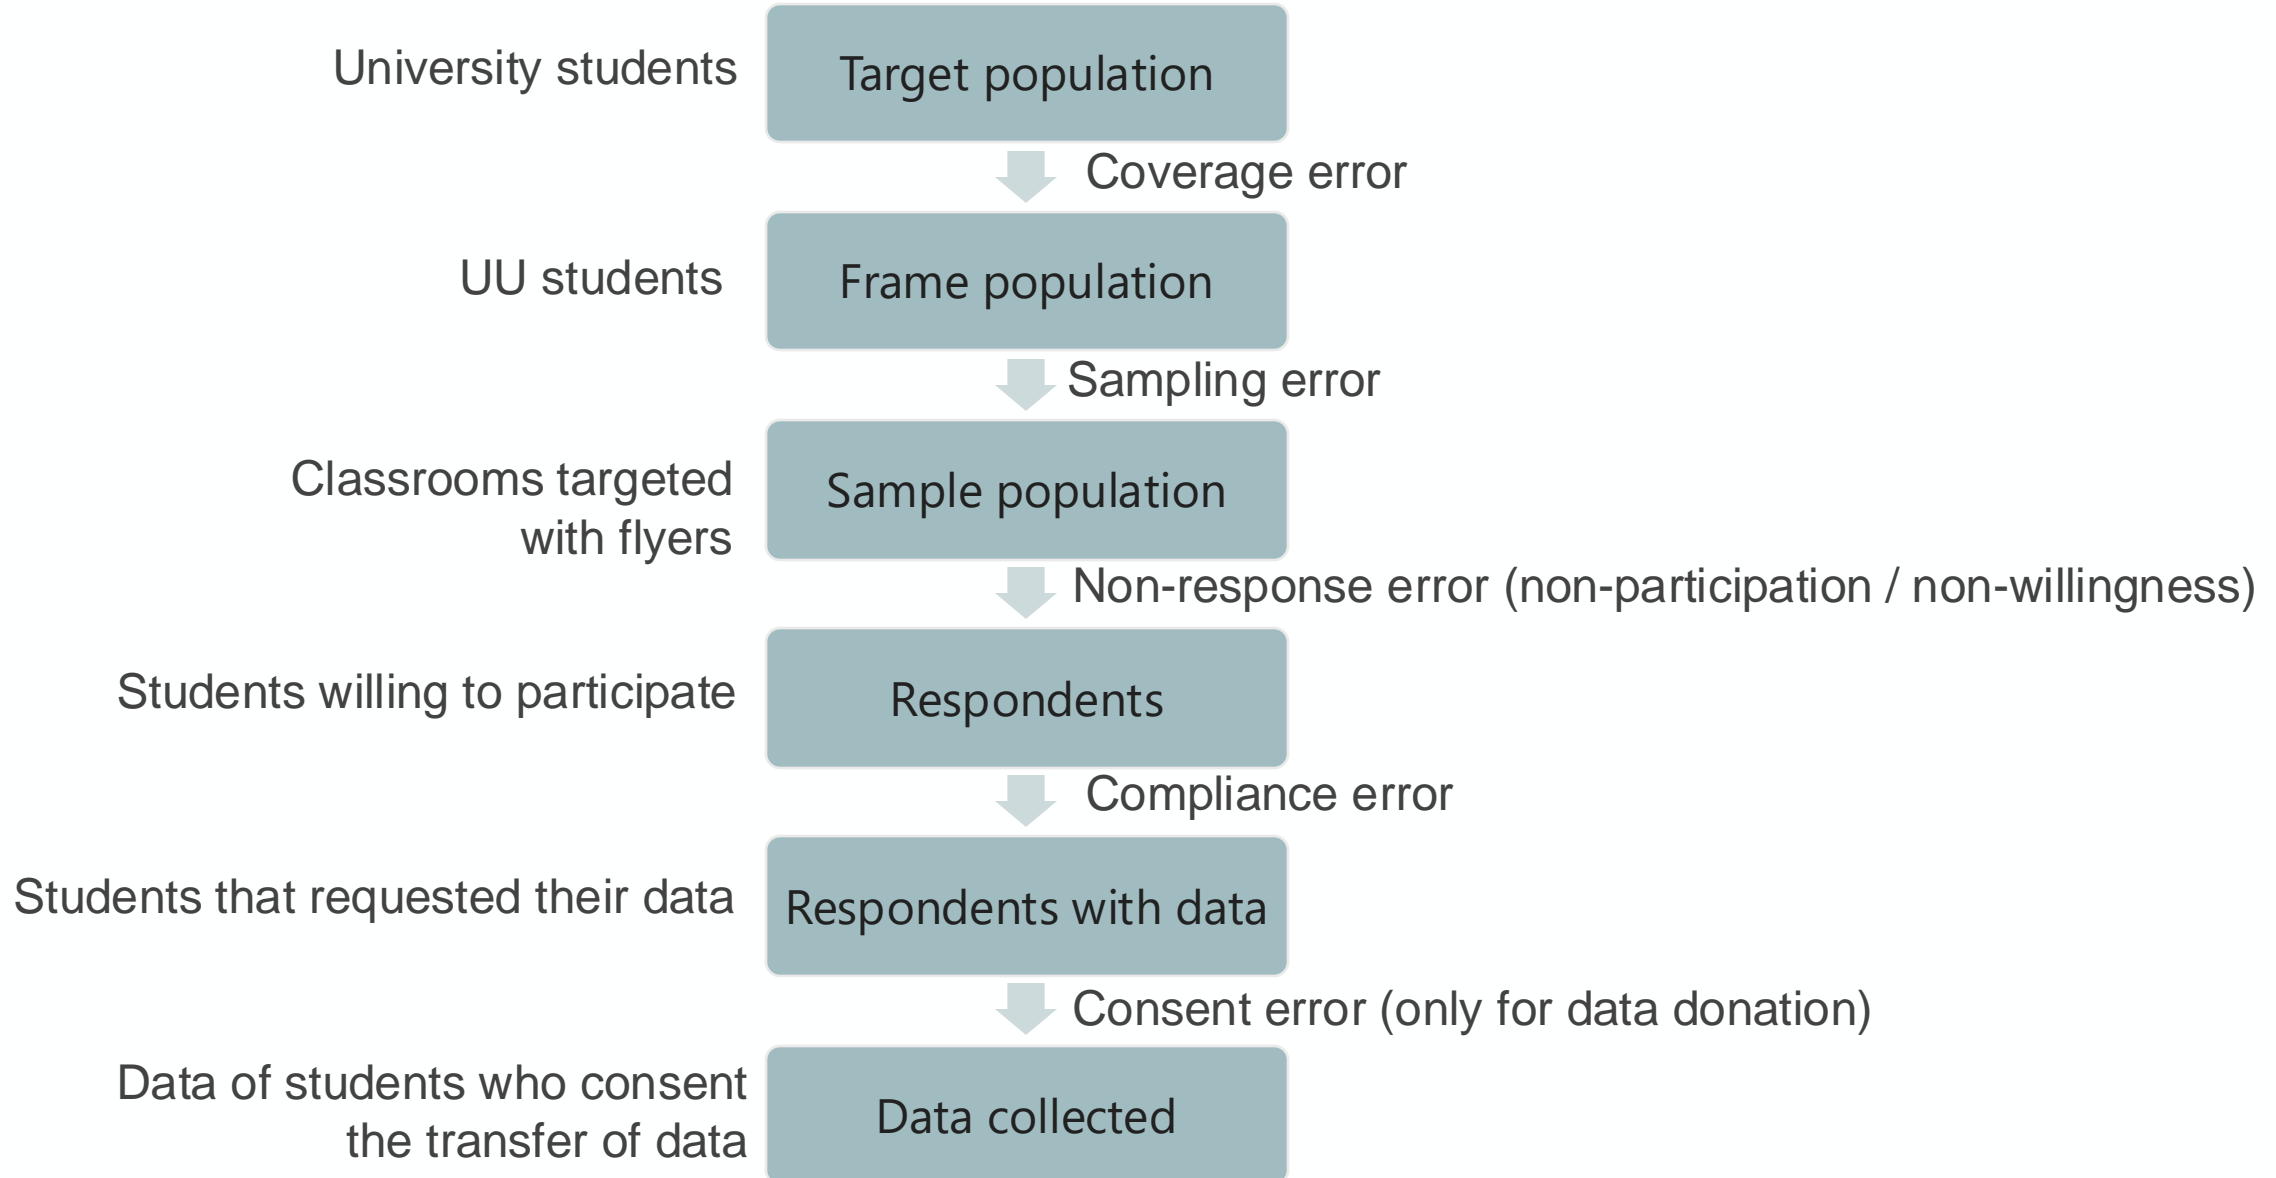 University students
Target population
Coverage error
UU students
Frame population
Sampling error
Classrooms targeted
with flyers
Sample population
Non-response error (non-participation / non-willingness)
Students willing to participate
Respondents
Compliance error
Students that requested their data
Respondents with data
Consent error (only for data donation)
Data of students who consent
the transfer of data
Data collected